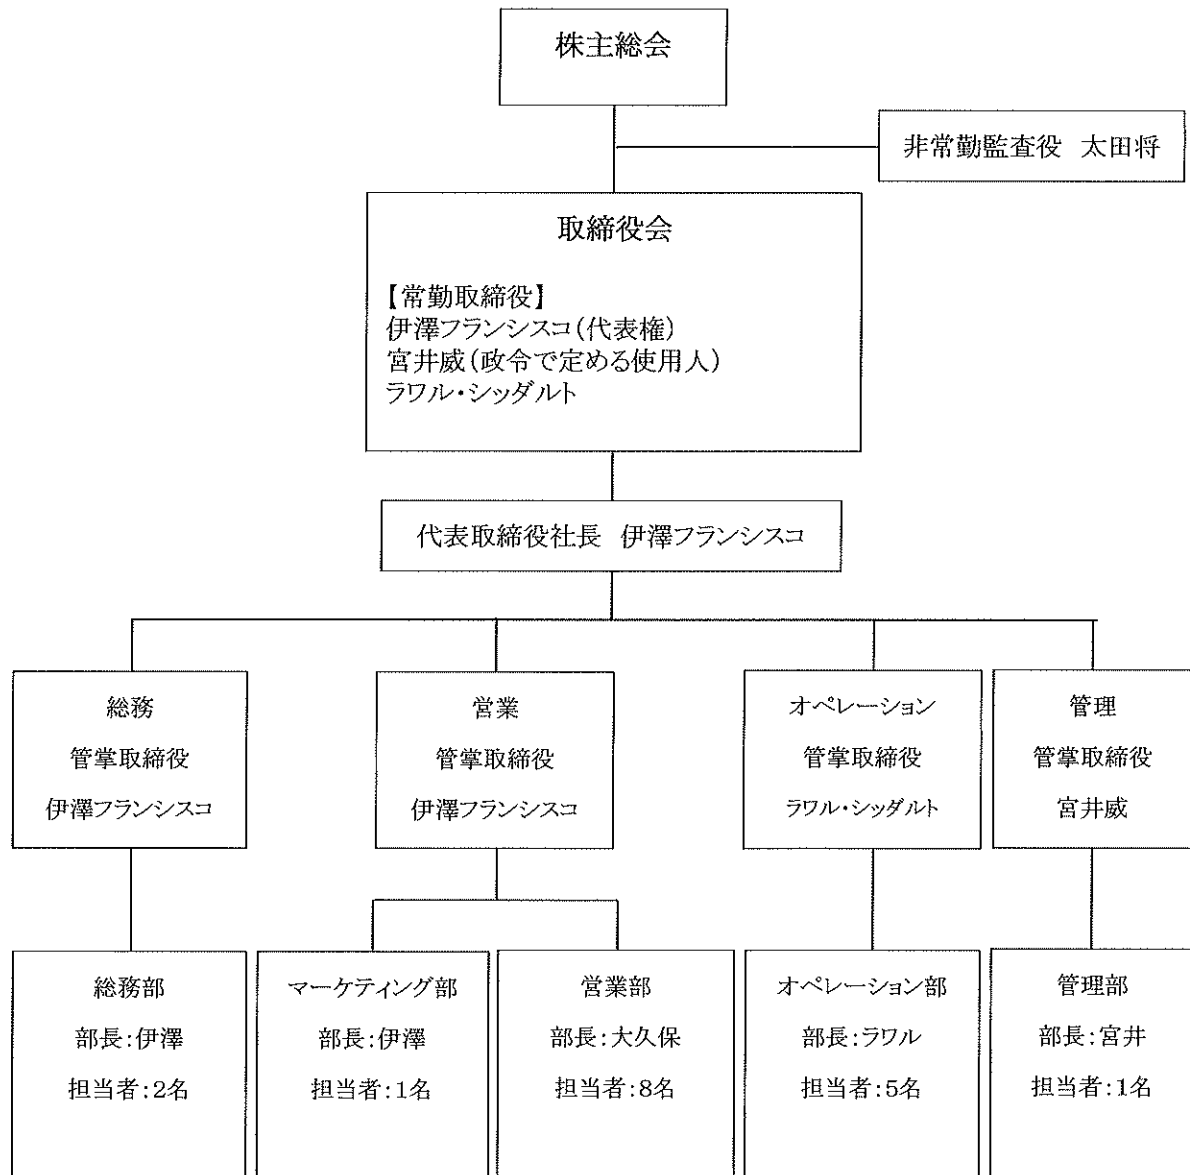 株主総会
非常勤監査役 太田将
取締役会
【常勤取締役】
伊澤フランシスコ(代表権)
宮井威(政令で定める使用人)
ラワル・シッダルト
代表取締役社長 伊澤フランシスコ
総務
管掌取締役
伊澤フランシスコ
営業
管掌取締役
伊澤フランシスコ
オペレーション
管掌取締役
ラワル・シッダルト
管理
管掌取締役
宮井威
総務部
部長:伊澤
担当者:2名
マーケティング部
部長:伊澤
担当者:1名
営業部
部長:大久保
担当者:8名
オペレーション部
部長:ラワル
担当者:5名
管理部
部長:宮井
担当者:1名